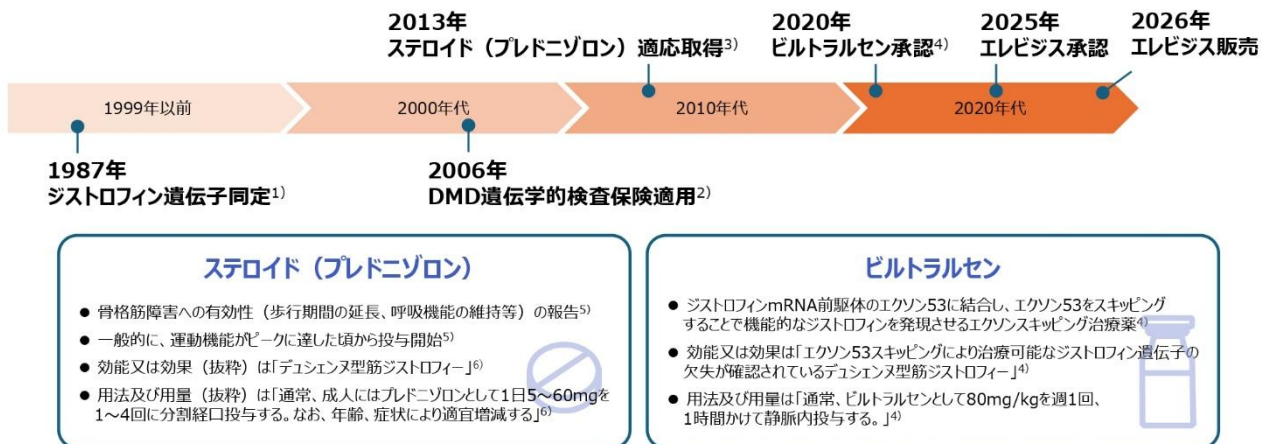 2013年
ステロイド（プレドニゾロン）適応取得3)
2020年
ビルトラルセン承認4)
2025年
エレビジス承認
2026年
エレビジス販売
1999年以前
2000年代
2010年代
2020年代
1987年
ジストロフィン遺伝子同定1)
2006年
DMD遺伝学的検査保険適用2)
ステロイド（プレドニゾロン）
● 骨格筋障害への有効性（歩行期間の延長、呼吸機能の維持等）の報告5)
● 一般的に、運動機能がピークに達した頃から投与開始5)
● 効能又は効果（抜粋）は「デュシェンヌ型筋ジストロフィー」6)
● 用法及び用量（抜粋）は「通常、成人にはプレドニゾロンとして1日5～60mgを
1～4回に分割経口投与する。なお、年齢、症状により適宜増減する」6)
ビルトラルセン
● ジストロフィンmRNA前駆体のエクソン53に結合し、エクソン53をスキッピング
することで機能的なジストロフィンを発現させるエクソンスキッピング治療薬4)
● 効能又は効果は「エクソン53スキッピングにより治療可能なジストロフィン遺伝子の
欠失が確認されているデュシェンヌ型筋ジストロフィー」4)
● 用法及び用量は「通常、ビルトラルセンとして80mg/kgを週1回、
1時間かけて静脈内投与する。」4)